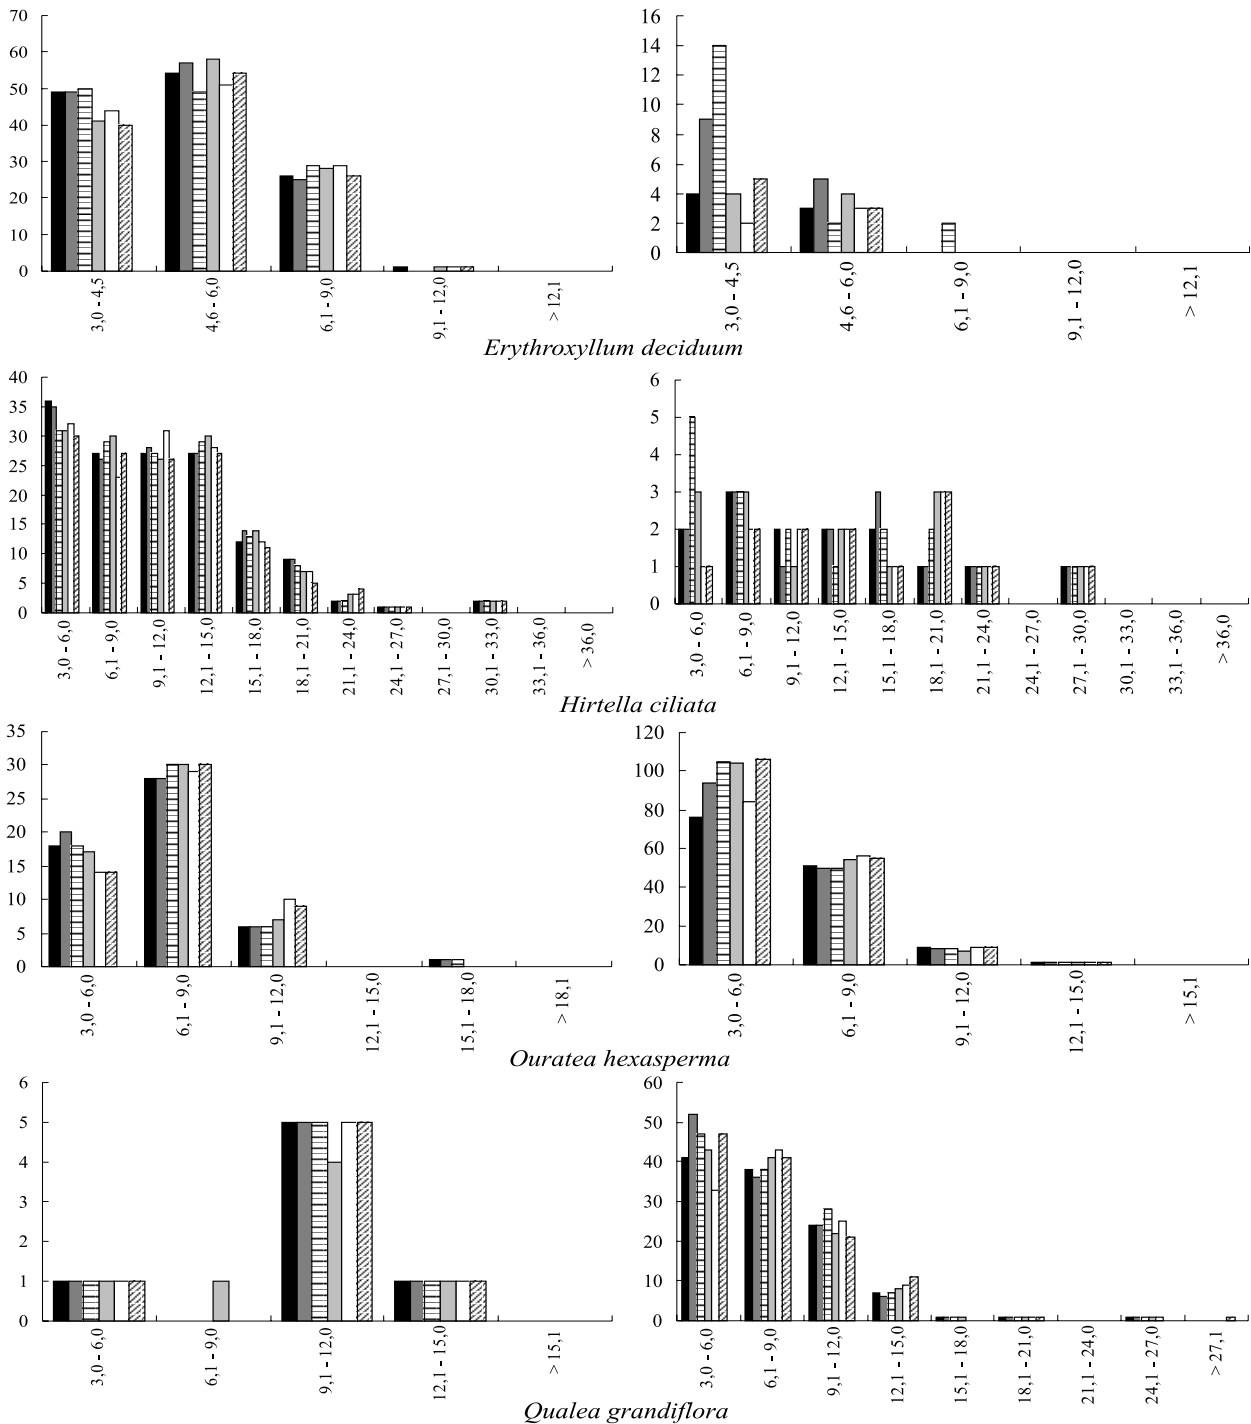 70
60
50
40
30
20
10
0
3,0 - 4,5
4,6 - 6,0
6,1 - 9,0
9,1 - 12,0
> 12,1
16
14
12
10
8
6
4
2
0
3,0 - 4,5
4,6 - 6,0
6,1 - 9,0
9,1 - 12,0
> 12,1
Erythroxyllum deciduum
40
35
30
25
20
15
10
5
0
3,0 - 6,0
6,1 - 9,0
9,1 - 12,0
12,1 - 15,0
15,1 - 18,0
18,1 - 21,0
21,1 - 24,0
24,1 - 27,0
27,1 - 30,0
30,1 - 33,0
33,1 - 36,0
> 36,0
6
5
4
3
2
1
0
3,0 - 6,0
6,1 - 9,0
9,1 - 12,0
12,1 - 15,0
15,1 - 18,0
18,1 - 21,0
21,1 - 24,0
24,1 - 27,0
27,1 - 30,0
30,1 - 33,0
33,1 - 36,0
> 36,0
Hirtella ciliata
35
30
25
20
15
10
5
0
3,0 - 6,0
6,1 - 9,0
9,1 - 12,0
12,1 - 15,0
15,1 - 18,0
> 18,1
120
100
80
60
40
20
0
3,0 - 6,0
6,1 - 9,0
9,1 - 12,0
12,1 - 15,0
> 15,1
Ouratea hexasperma
6
5
4
3
2
1
0
3,0 - 6,0
6,1 - 9,0
9,1 - 12,0
12,1 - 15,0
> 15,1
60
50
40
30
20
10
0
3,0 - 6,0
6,1 - 9,0
9,1 - 12,0
12,1 - 15,0
15,1 - 18,0
18,1 - 21,0
21,1 - 24,0
24,1 - 27,0
> 27,1
Qualea grandiflora